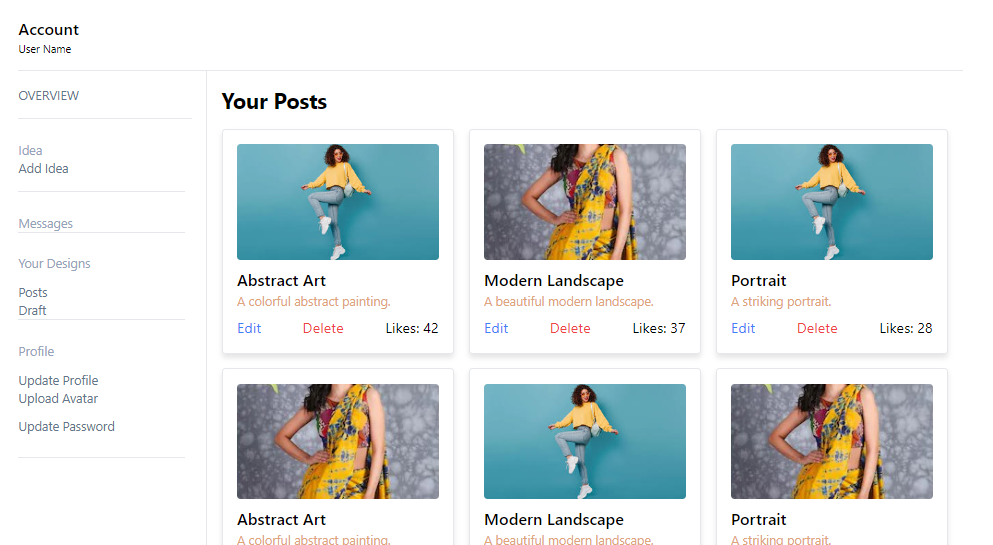 Account
User Name
OVERVIEW
Idea
Add Idea
Messages
Your Designs
Posts
Draft
Profile
Update Profile
Upload Avatar
Update Password
Your Posts
Abstract Art
A colorful abstract painting.
Edit Delete Likes: 42
Modern Landscape
A beautiful modern landscape.
Edit Delete Likes: 37
Portrait
A striking portrait.
Edit Delete Likes: 28
Abstract Art
A colorful abstract painting.
Modern Landscape
A beautiful modern landscape.
Portrait
A striking portrait.